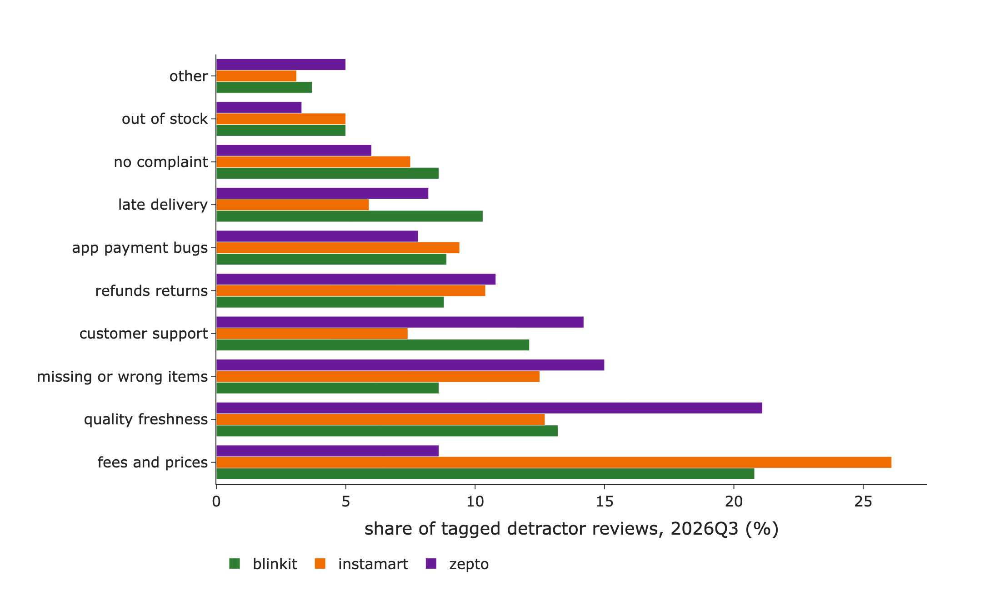 other
out of stock
no complaint
late delivery
app payment bugs
refunds returns
customer support
missing or wrong items
quality freshness
fees and prices
0 5 10 15 20 25
share of tagged detractor reviews, 2026Q3 (%)
blinkit instamart zepto